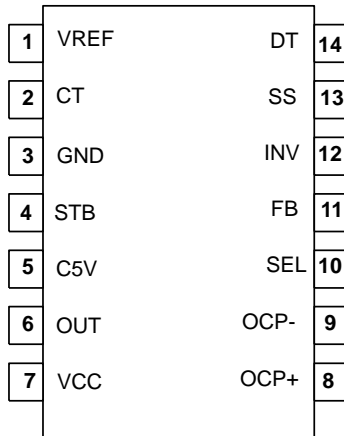 1 VREF DT 14
2 CT SS 13
3 GND INV 12
4 STB FB 11
5 C5V SEL 10
6 OUT OCP- 9
7 VCC OCP+ 8